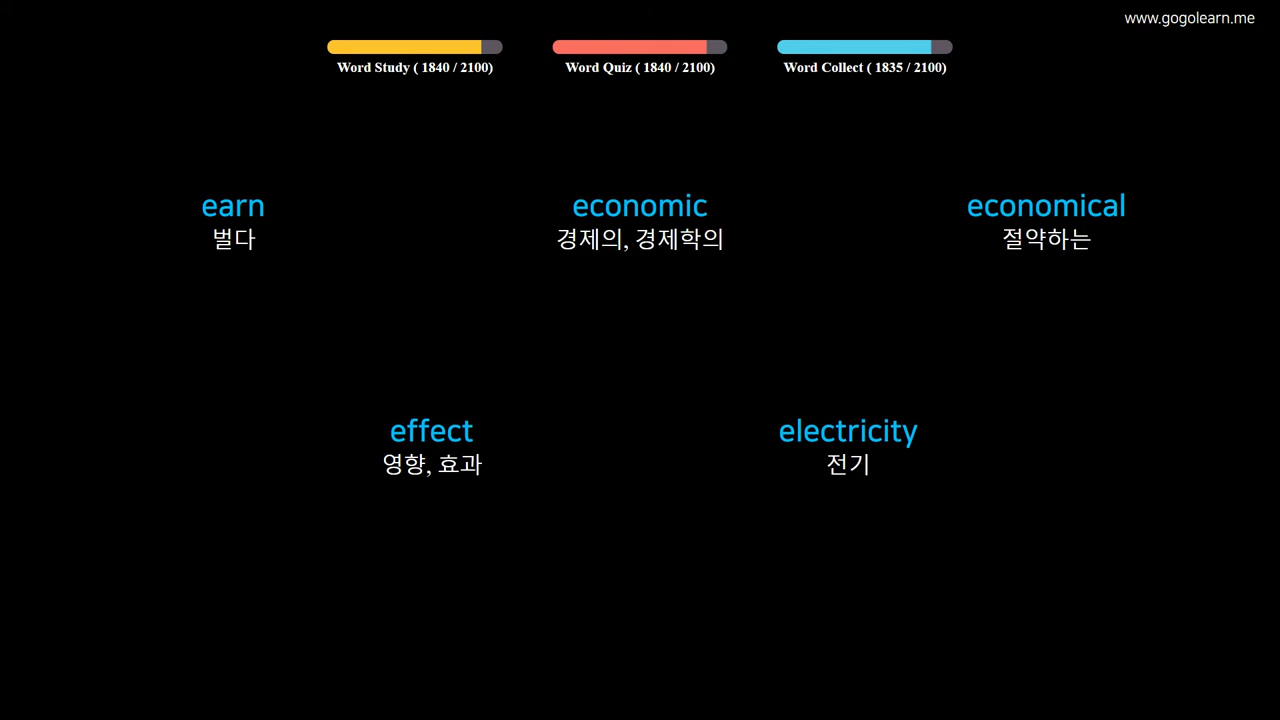 www.gogolearn.me
Word Study ( 1840 / 2100)
Word Quiz ( 1840 / 2100)
Word Collect ( 1835 / 2100)
earn
벌다
economic
경제의, 경제학의
economical
절약하는
effect
영향, 효과
electricity
전기